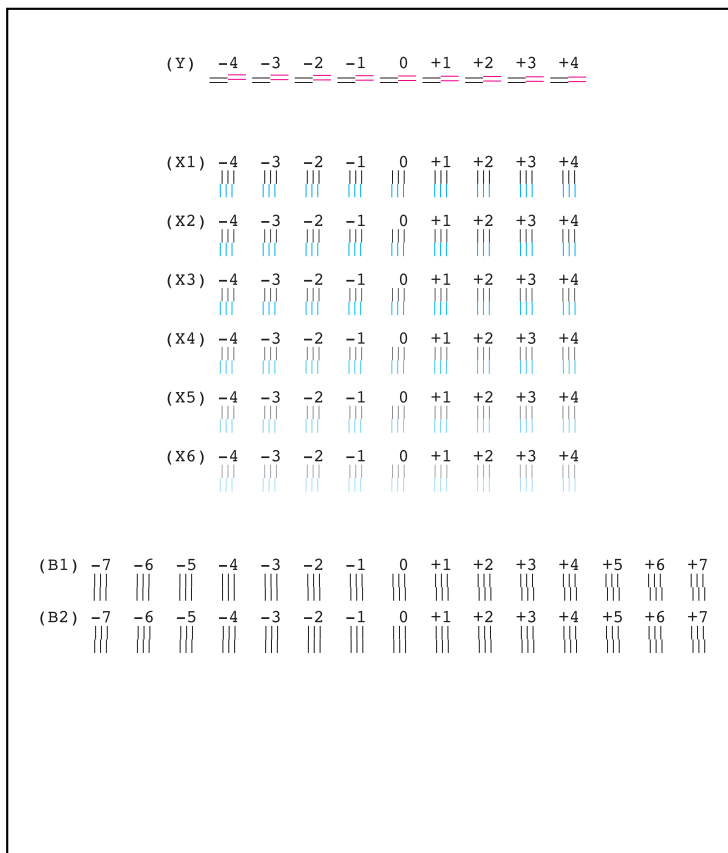 (Y) -4 -3 -2 -1 0 +1 +2 +3 +4
(X1) -4 -3 -2 -1 0 +1 +2 +3 +4
(X2) -4 -3 -2 -1 0 +1 +2 +3 +4
(X3) -4 -3 -2 -1 0 +1 +2 +3 +4
(X4) -4 -3 -2 -1 0 +1 +2 +3 +4
(X5) -4 -3 -2 -1 0 +1 +2 +3 +4
(X6) -4 -3 -2 -1 0 +1 +2 +3 +4
(B1) -7 -6 -5 -4 -3 -2 -1 0 +1 +2 +3 +4 +5 +6 +7
(B2) -7 -6 -5 -4 -3 -2 -1 0 +1 +2 +3 +4 +5 +6 +7